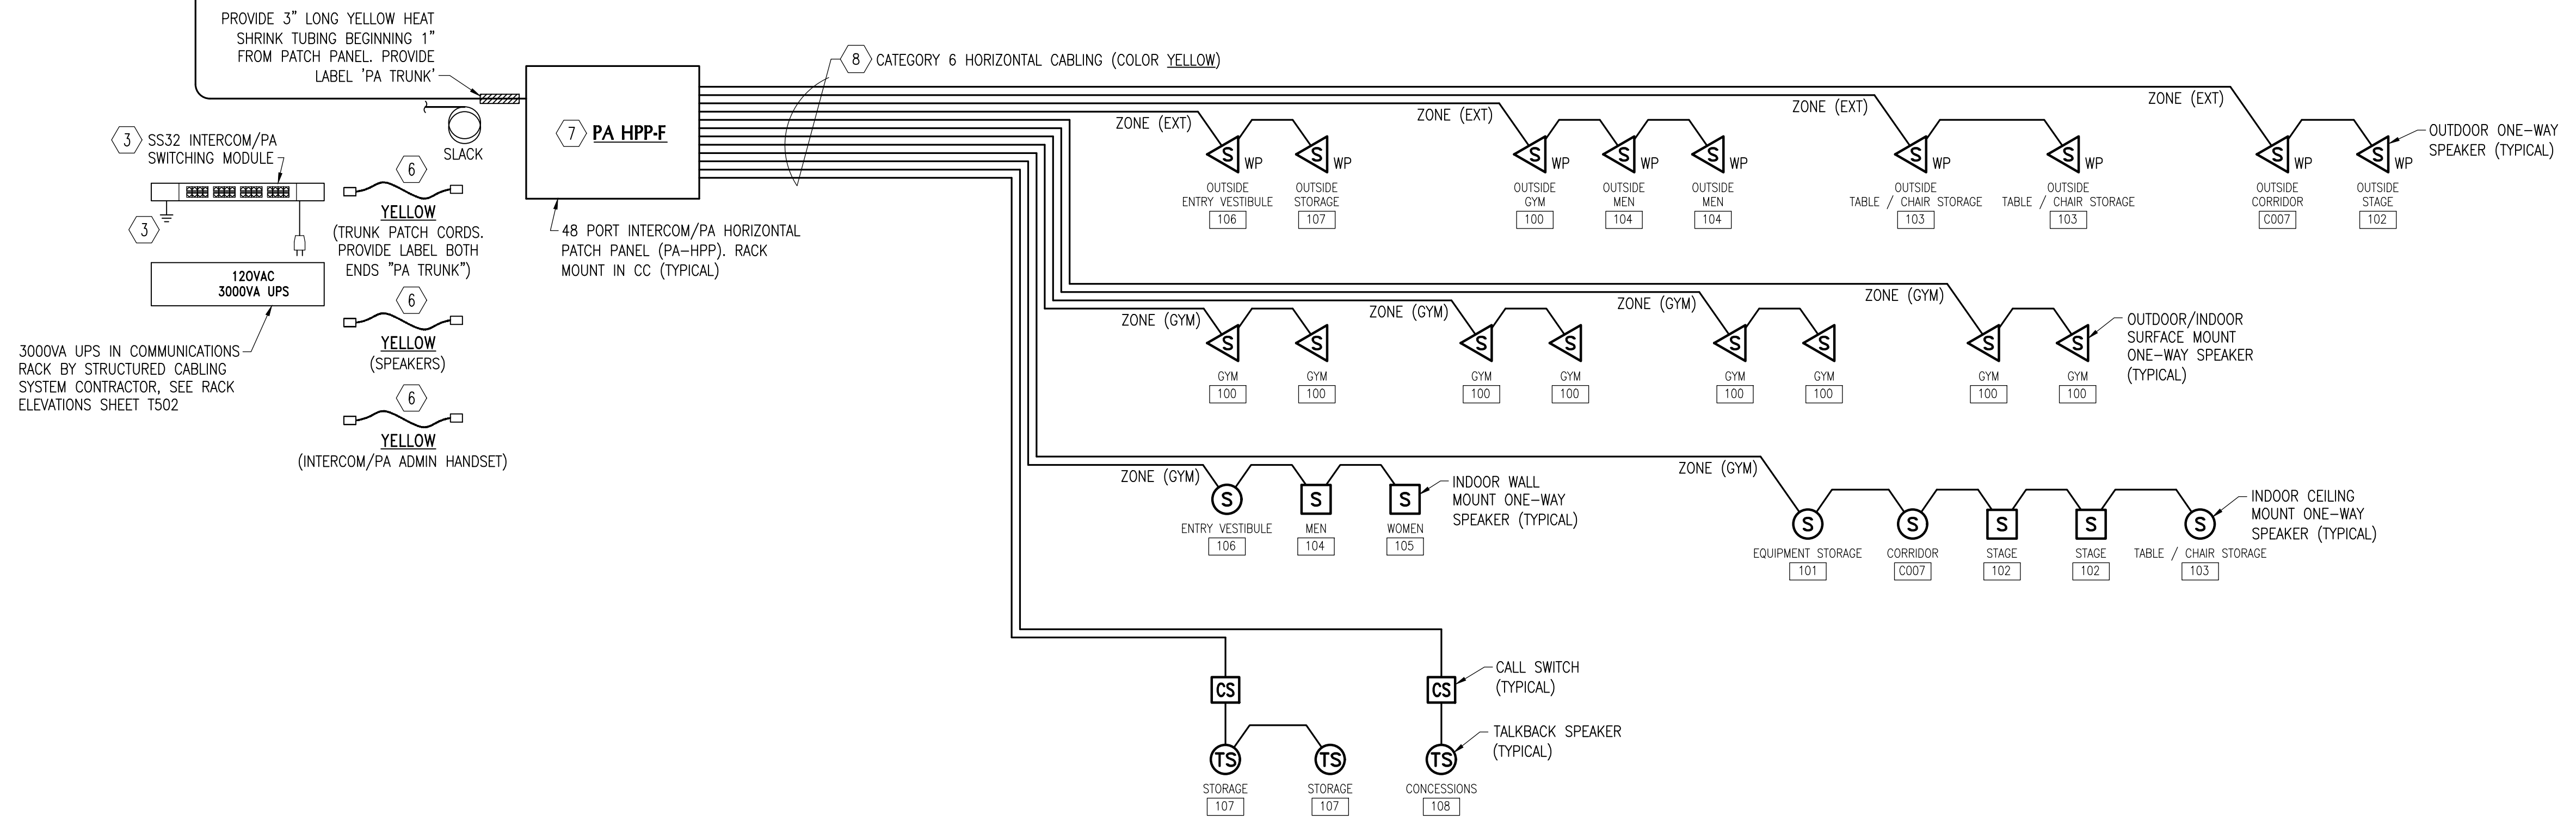 PROVIDE 3" LONG YELLOW HEAT
SHRINK TUBING BEGINNING 1"
FROM PATCH PANEL. PROVIDE
LABEL 'PA TRUNK'
8 CATEGORY 6 HORIZONTAL CABLING (COLOR YELLOW)
7 PA HPP-F
SLACK
3 SS32 INTERCOM/PA
SWITCHING MODULE
3
6
YELLOW
(TRUNK PATCH CORDS.
PROVIDE LABEL BOTH
ENDS "PA TRUNK")
120VAC
3000VA UPS
48 PORT INTERCOM/PA HORIZONTAL
PATCH PANEL (PA-HPP). RACK
MOUNT IN CC (TYPICAL)
6
YELLOW
(SPEAKERS)
3000VA UPS IN COMMUNICATIONS
RACK BY STRUCTURED CABLING
SYSTEM CONTRACTOR, SEE RACK
ELEVATIONS SHEET T502
6
YELLOW
(INTERCOM/PA ADMIN HANDSET)
ZONE (EXT)
S WP
OUTSIDE
ENTRY VESTIBULE
106
S WP
OUTSIDE
STORAGE
107
ZONE (EXT)
S WP
OUTSIDE
GYM
100
S WP
OUTSIDE
MEN
104
S WP
OUTSIDE
MEN
104
ZONE (EXT)
S WP
OUTSIDE
TABLE / CHAIR STORAGE
103
S WP
OUTSIDE
TABLE / CHAIR STORAGE
103
ZONE (EXT)
S WP
OUTSIDE
CORRIDOR
C007
S WP
OUTSIDE
STAGE
102
OUTDOOR ONE-WAY
SPEAKER (TYPICAL)
ZONE (GYM)
S
GYM
100
S
GYM
100
ZONE (GYM)
S
GYM
100
S
GYM
100
ZONE (GYM)
S
GYM
100
S
GYM
100
ZONE (GYM)
S
GYM
100
S
GYM
100
OUTDOOR/INDOOR
SURFACE MOUNT
ONE-WAY SPEAKER
(TYPICAL)
ZONE (GYM)
S
ENTRY VESTIBULE
106
S
MEN
104
S
WOMEN
105
INDOOR WALL
MOUNT ONE-WAY
SPEAKER (TYPICAL)
ZONE (GYM)
S
EQUIPMENT STORAGE
101
S
CORRIDOR
C007
S
STAGE
102
S
STAGE
102
S
TABLE / CHAIR STORAGE
103
INDOOR CEILING
MOUNT ONE-WAY
SPEAKER (TYPICAL)
CS
TS
STORAGE
107
TS
STORAGE
107
CS
CALL SWITCH
(TYPICAL)
TS
TALKBACK SPEAKER
(TYPICAL)
CONCESSIONS
108